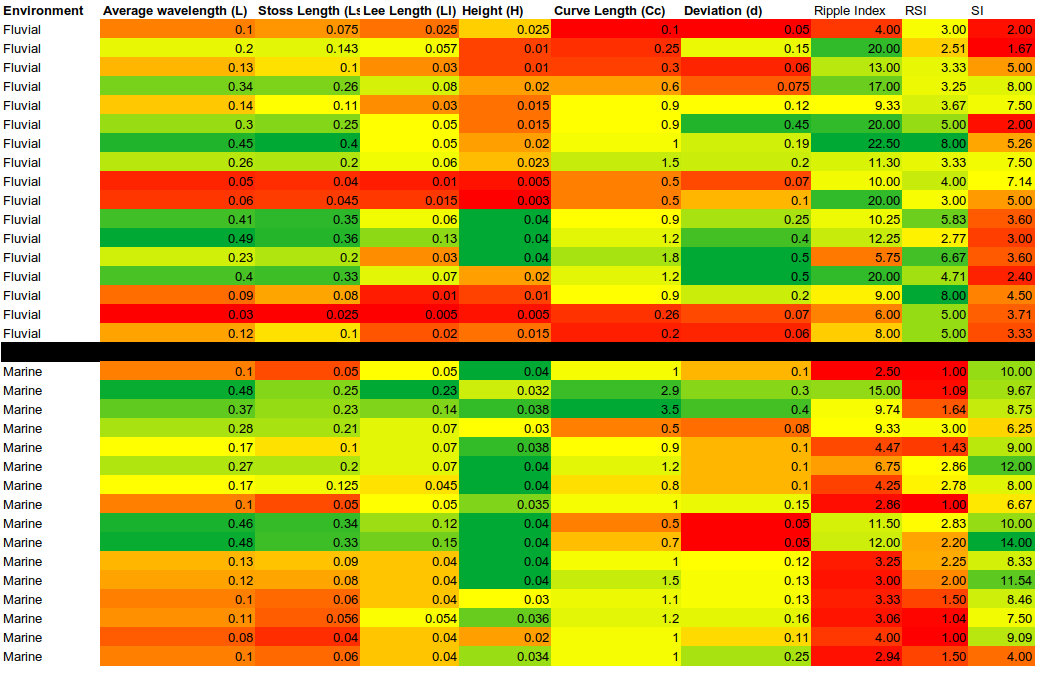 Environment Average wavelength (L) Stoss Length (Ls Lee Length (Ll) Height (H) Curve Length (Cc) Deviation (d) Ripple Index RSI SI
Fluvial 0.1 0.075 0.025 0.025 0.1 0.05 4.00 3.00 2.00
Fluvial 0.2 0.143 0.057 0.01 0.25 0.15 20.00 2.51 1.67
Fluvial 0.13 0.1 0.03 0.01 0.3 0.06 13.00 3.33 5.00
Fluvial 0.34 0.26 0.08 0.02 0.6 0.075 17.00 3.25 8.00
Fluvial 0.14 0.11 0.03 0.015 0.9 0.12 9.33 3.67 7.50
Fluvial 0.3 0.25 0.05 0.015 0.9 0.45 20.00 5.00 2.00
Fluvial 0.45 0.4 0.05 0.02 1 0.19 22.50 8.00 5.26
Fluvial 0.26 0.2 0.06 0.023 1.5 0.2 11.30 3.33 7.50
Fluvial 0.05 0.04 0.01 0.005 0.5 0.07 10.00 4.00 7.14
Fluvial 0.06 0.045 0.015 0.003 0.5 0.1 20.00 3.00 5.00
Fluvial 0.41 0.35 0.06 0.04 0.9 0.25 10.25 5.83 3.60
Fluvial 0.49 0.36 0.13 0.04 1.2 0.4 12.25 2.77 3.00
Fluvial 0.23 0.2 0.03 0.04 1.8 0.5 5.75 6.67 3.60
Fluvial 0.4 0.33 0.07 0.02 1.2 0.5 20.00 4.71 2.40
Fluvial 0.09 0.08 0.01 0.01 0.9 0.2 9.00 8.00 4.50
Fluvial 0.03 0.025 0.005 0.005 0.26 0.07 6.00 5.00 3.71
Fluvial 0.12 0.1 0.02 0.015 0.2 0.06 8.00 5.00 3.33
Marine 0.1 0.05 0.05 0.04 1 0.1 2.50 1.00 10.00
Marine 0.48 0.25 0.23 0.032 2.9 0.3 15.00 1.09 9.67
Marine 0.37 0.23 0.14 0.038 3.5 0.4 9.74 1.64 8.75
Marine 0.28 0.21 0.07 0.03 0.5 0.08 9.33 3.00 6.25
Marine 0.17 0.1 0.07 0.038 0.9 0.1 4.47 1.43 9.00
Marine 0.27 0.2 0.07 0.04 1.2 0.1 6.75 2.86 12.00
Marine 0.17 0.125 0.045 0.04 0.8 0.1 4.25 2.78 8.00
Marine 0.1 0.05 0.05 0.035 1 0.15 2.86 1.00 6.67
Marine 0.46 0.34 0.12 0.04 0.5 0.05 11.50 2.83 10.00
Marine 0.48 0.33 0.15 0.04 0.7 0.05 12.00 2.20 14.00
Marine 0.13 0.09 0.04 0.04 1 0.12 3.25 2.25 8.33
Marine 0.12 0.08 0.04 0.04 1.5 0.13 3.00 2.00 11.54
Marine 0.1 0.06 0.04 0.03 1.1 0.13 3.33 1.50 8.46
Marine 0.11 0.056 0.054 0.036 1.2 0.16 3.06 1.04 7.50
Marine 0.08 0.04 0.04 0.02 1 0.11 4.00 1.00 9.09
Marine 0.1 0.06 0.04 0.034 1 0.25 2.94 1.50 4.00